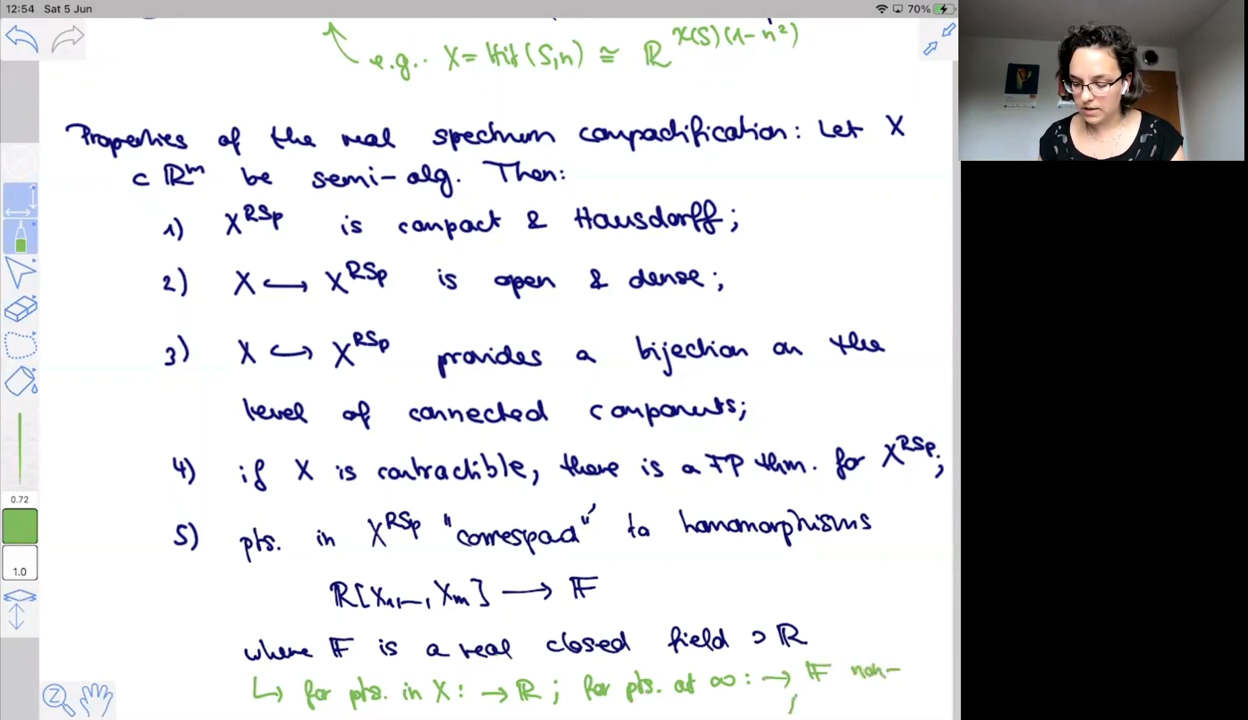 12:54 Sat 5 Jun 70%
e.g.. X = Hit(S,n) ≅ ℝ^χ(S)(1-n²)
Properties of the real spectrum compactification: Let X
⊂ ℝᵐ be semi-alg. Then:
1) X^RSp is compact & Hausdorff;
2) X ↪ X^RSp is open & dense;
3) X ↪ X^RSp provides a bijection on the
level of connected components;
4) if X is contractible, there is a FP thm. for X^RSp;
5) pts. in X^RSp "correspond" to homomorphisms
ℝ[X₁,–, Xₘ] → 𝔽
where 𝔽 is a real closed field ⊃ ℝ
↳ for pts. in X: → ℝ ; for pts. at ∞: → 𝔽 non-
0.72
1.0
Z